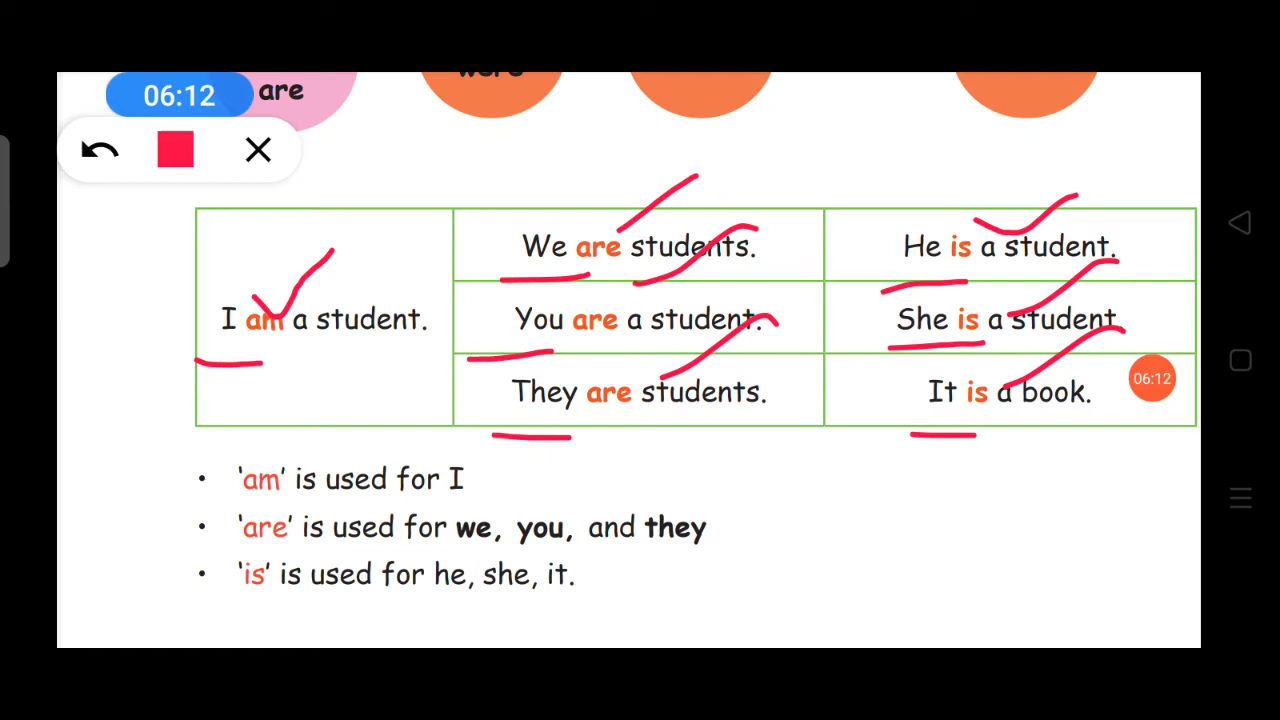 06:12
are
I am a student.
We are students.
He is a student.
You are a student.
She is a student.
They are students.
It is a book.
06:12
• 'am' is used for I
• 'are' is used for we, you, and they
• 'is' is used for he, she, it.